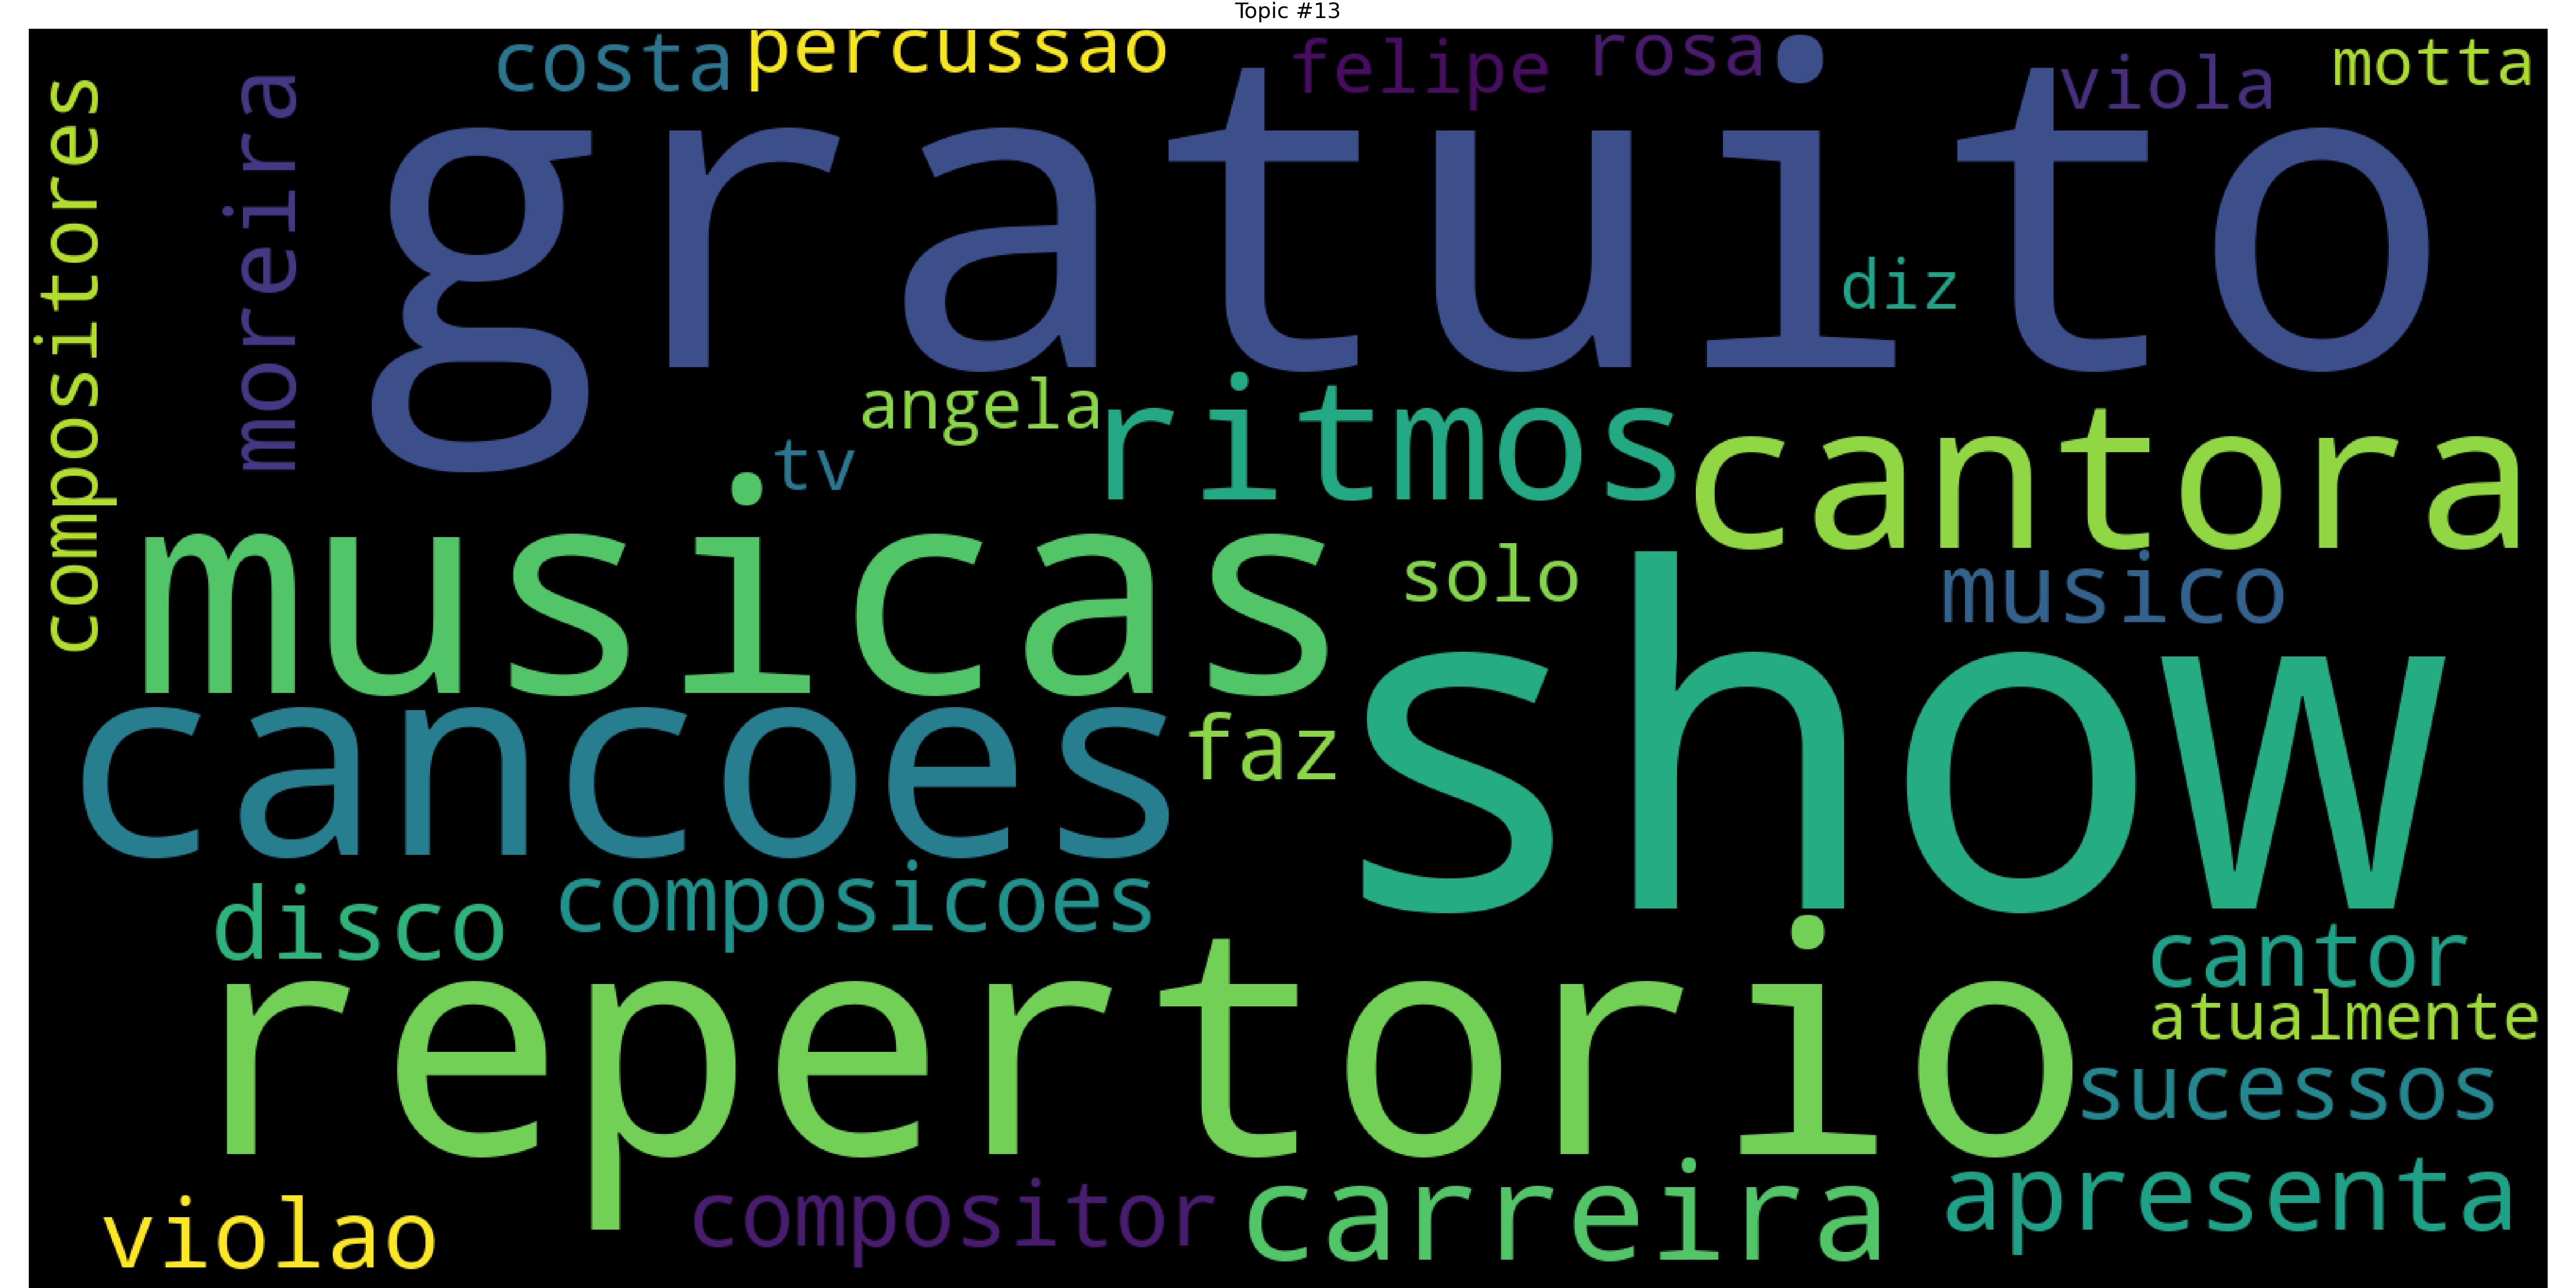 Topic #13
costa
percussao
felipe
rosa
viola
motta
compositores
moreira
gratuito
diz
angela
ritmos
cantora
tv
musicas
solo
musico
show
cancoes
faz
disco
composicoes
cantor
repertorio
atualmente
sucessos
violao
compositor
carreira
apresenta